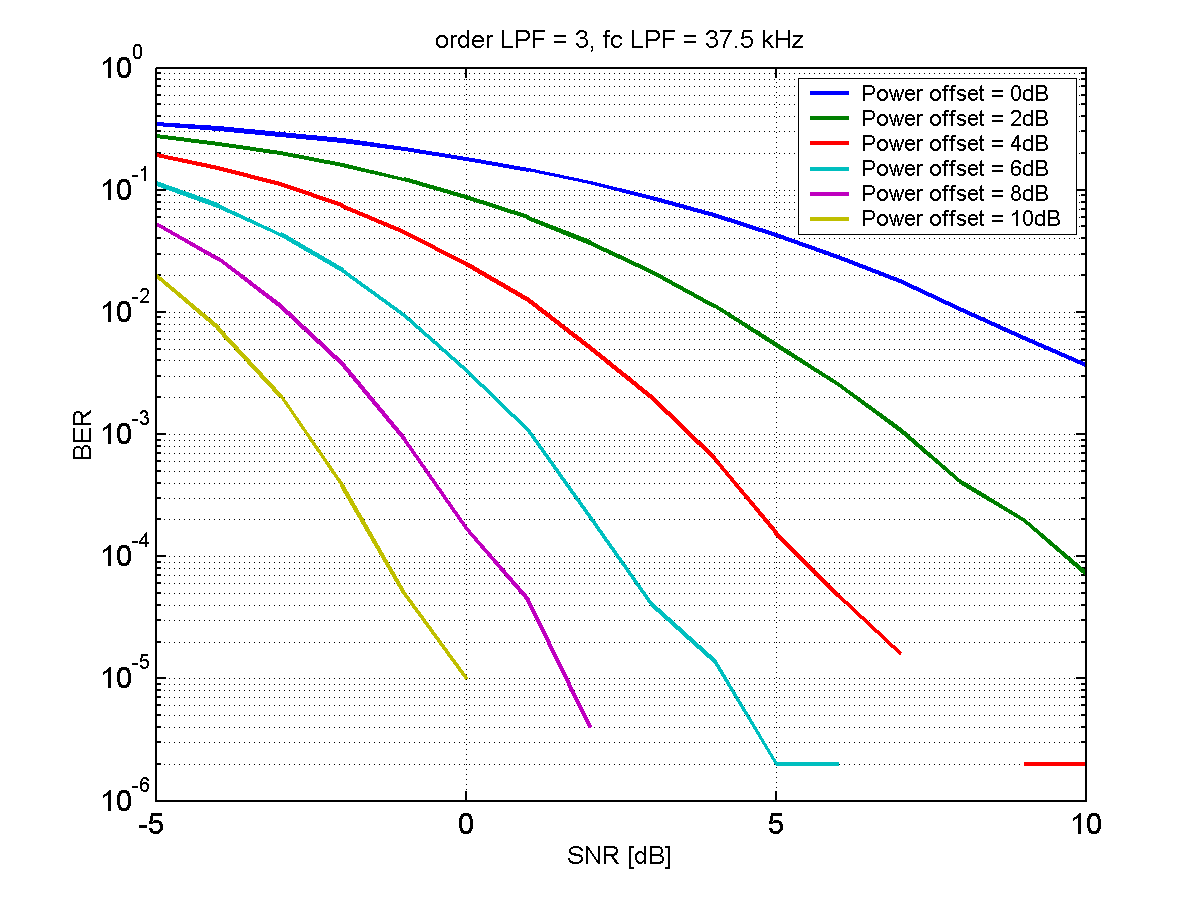 order LPF = 3, fc LPF = 37.5 kHz
10^0
10^-1
10^-2
10^-3
10^-4
10^-5
10^-6
BER
Power offset = 0dB
Power offset = 2dB
Power offset = 4dB
Power offset = 6dB
Power offset = 8dB
Power offset = 10dB
-5 0 5 10
SNR [dB]